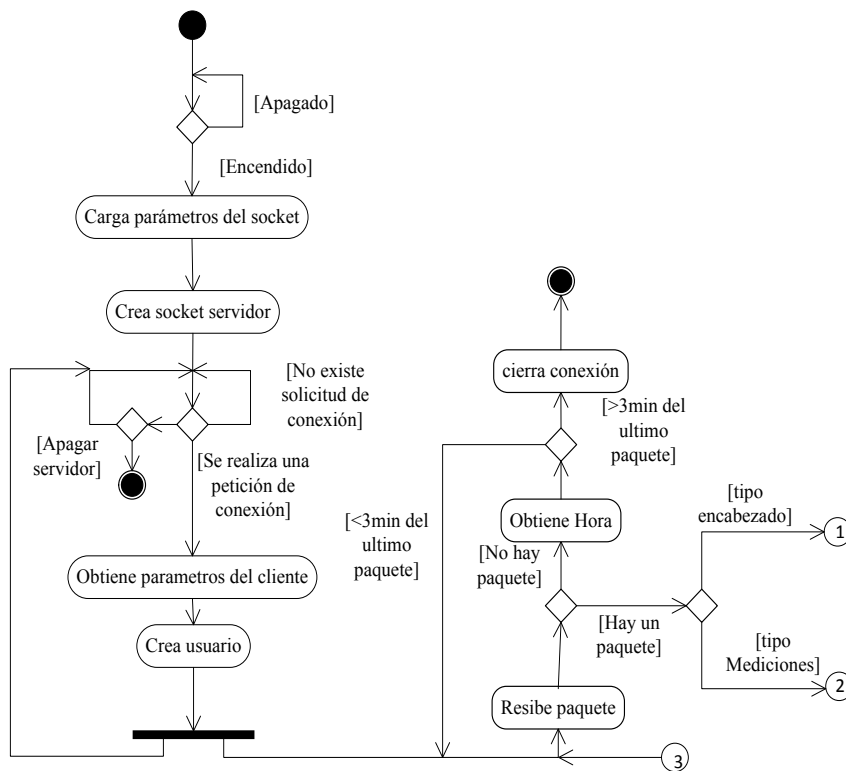 [Apagado]
[Encendido]
Carga parámetros del socket
Crea socket servidor
[No existe
solicitud de
conexión]
[Apagar
servidor]
[Se realiza una
petición de
conexión]
Obtiene parametros del cliente
Crea usuario
cierra conexión
[>3min del
ultimo
paquete]
[<3min del
ultimo
paquete]
Obtiene Hora
[No hay
paquete]
[Hay un
paquete]
[tipo
encabezado]
1
[tipo
Mediciones]
2
Resibe paquete
3